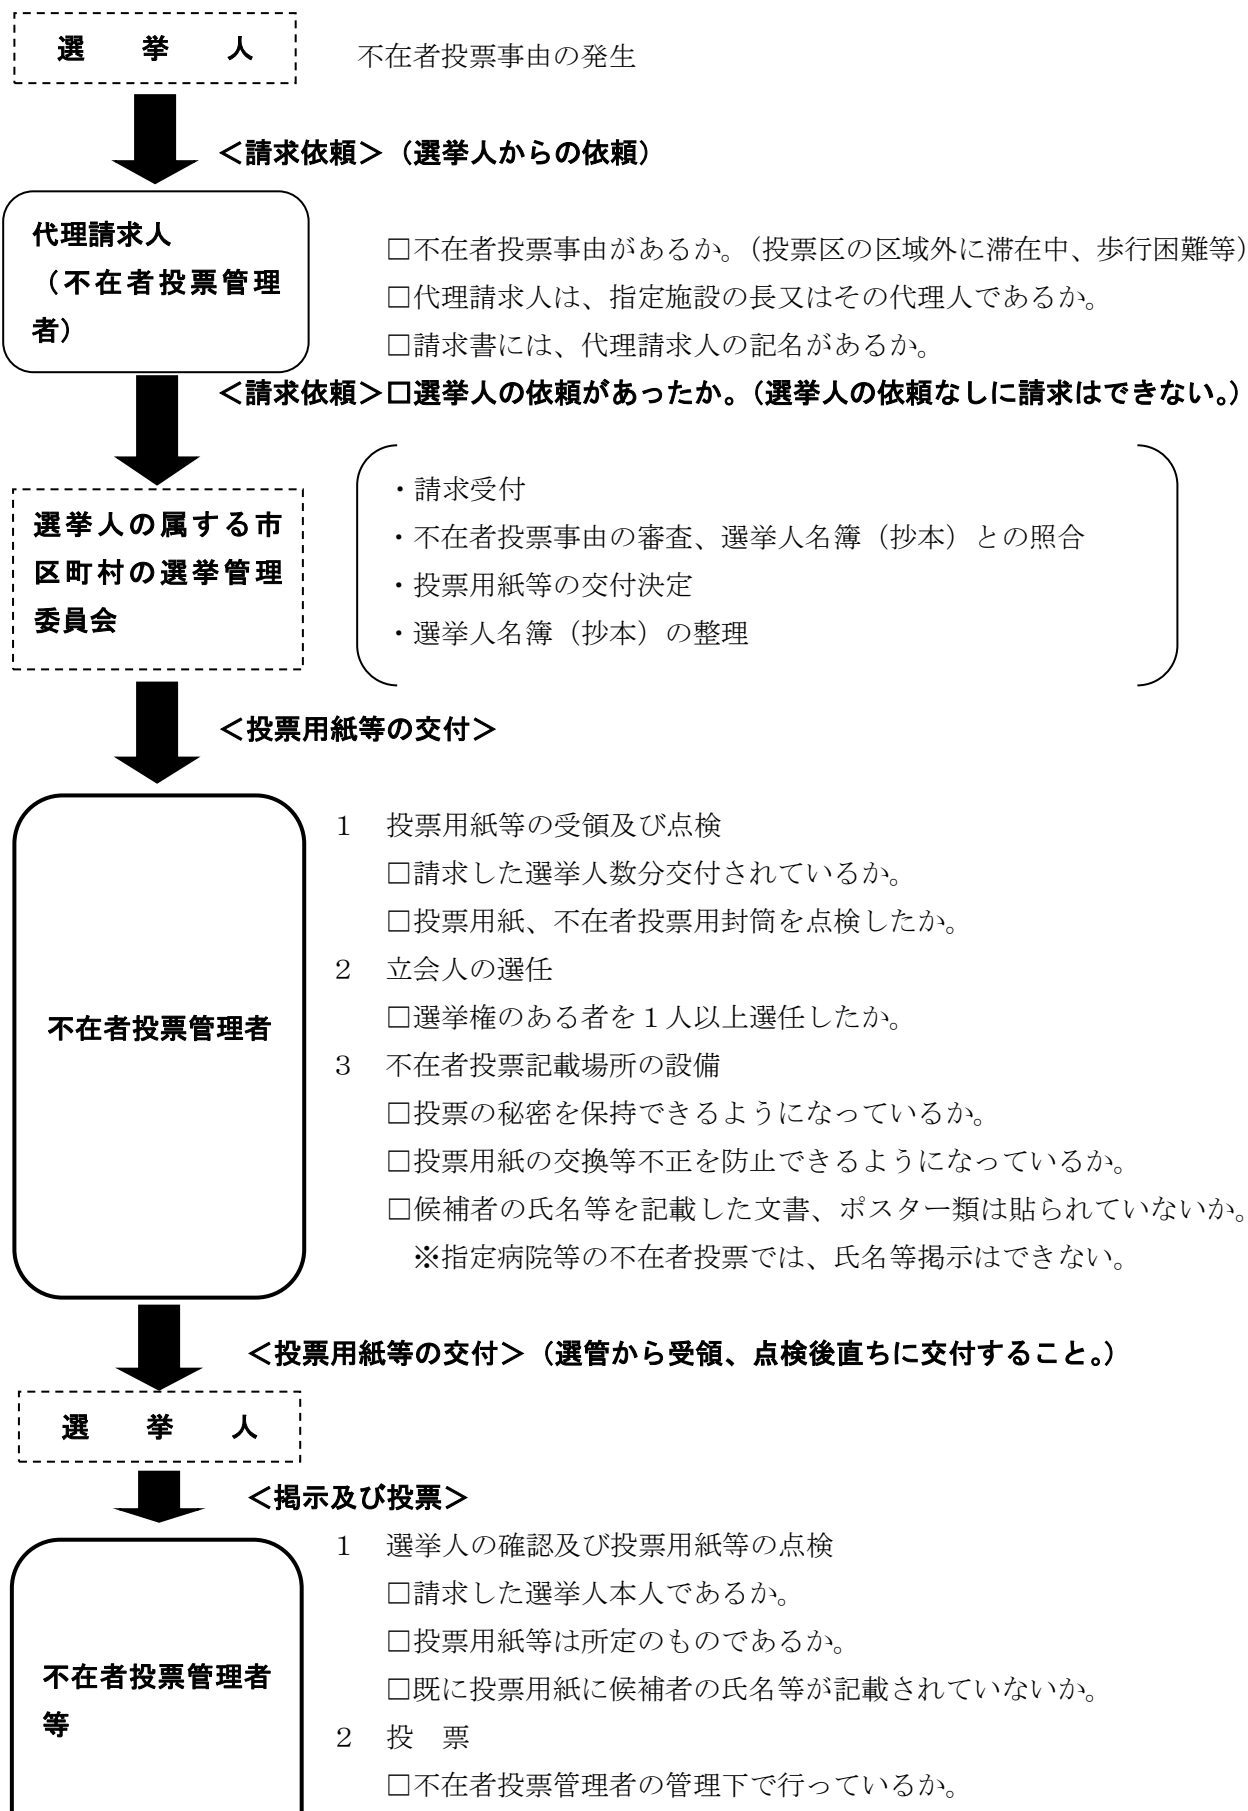 選　挙　人
不在者投票事由の発生
＜請求依頼＞（選挙人からの依頼）
代理請求人
（不在者投票管理
者）
□不在者投票事由があるか。（投票区の区域外に滞在中、歩行困難等）
□代理請求人は、指定施設の長又はその代理人であるか。
□請求書には、代理請求人の記名があるか。
＜請求依頼＞□選挙人の依頼があったか。（選挙人の依頼なしに請求はできない。）
選挙人の属する市
区町村の選挙管理
委員会
・請求受付
・不在者投票事由の審査、選挙人名簿（抄本）との照合
・投票用紙等の交付決定
・選挙人名簿（抄本）の整理
＜投票用紙等の交付＞
不在者投票管理者
１　投票用紙等の受領及び点検
□請求した選挙人数分交付されているか。
□投票用紙、不在者投票用封筒を点検したか。
２　立会人の選任
□選挙権のある者を１人以上選任したか。
３　不在者投票記載場所の設備
□投票の秘密を保持できるようになっているか。
□投票用紙の交換等不正を防止できるようになっているか。
□候補者の氏名等を記載した文書、ポスター類は貼られていないか。
※指定病院等の不在者投票では、氏名等掲示はできない。
＜投票用紙等の交付＞（選管から受領、点検後直ちに交付すること。）
選　挙　人
＜掲示及び投票＞
不在者投票管理者
等
１　選挙人の確認及び投票用紙等の点検
□請求した選挙人本人であるか。
□投票用紙等は所定のものであるか。
□既に投票用紙に候補者の氏名等が記載されていないか。
２　投　票
□不在者投票管理者の管理下で行っているか。